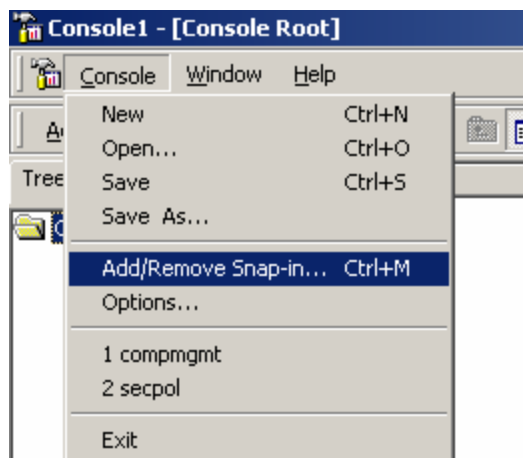 Console1 - [Console Root]
Console Window Help
New Ctrl+N
Open... Ctrl+O
Tree
Save Ctrl+S
Save As...
Add/Remove Snap-in... Ctrl+M
Options...
1 compmgmt
2 secpol
Exit